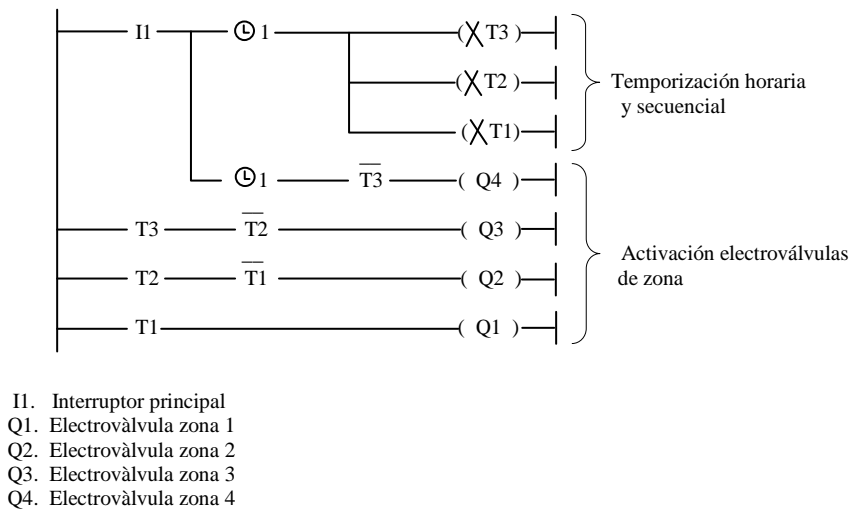 I1 1 (X T3 )
(X T2 )
(X T1)
Temporización horaria
y secuencial
1 T3 ( Q4 )
T3 T2 ( Q3 )
T2 T1 ( Q2 )
T1 ( Q1 )
Activación electroválvulas
de zona
I1. Interruptor principal
Q1. Electrovàlvula zona 1
Q2. Electrovàlvula zona 2
Q3. Electrovàlvula zona 3
Q4. Electrovàlvula zona 4